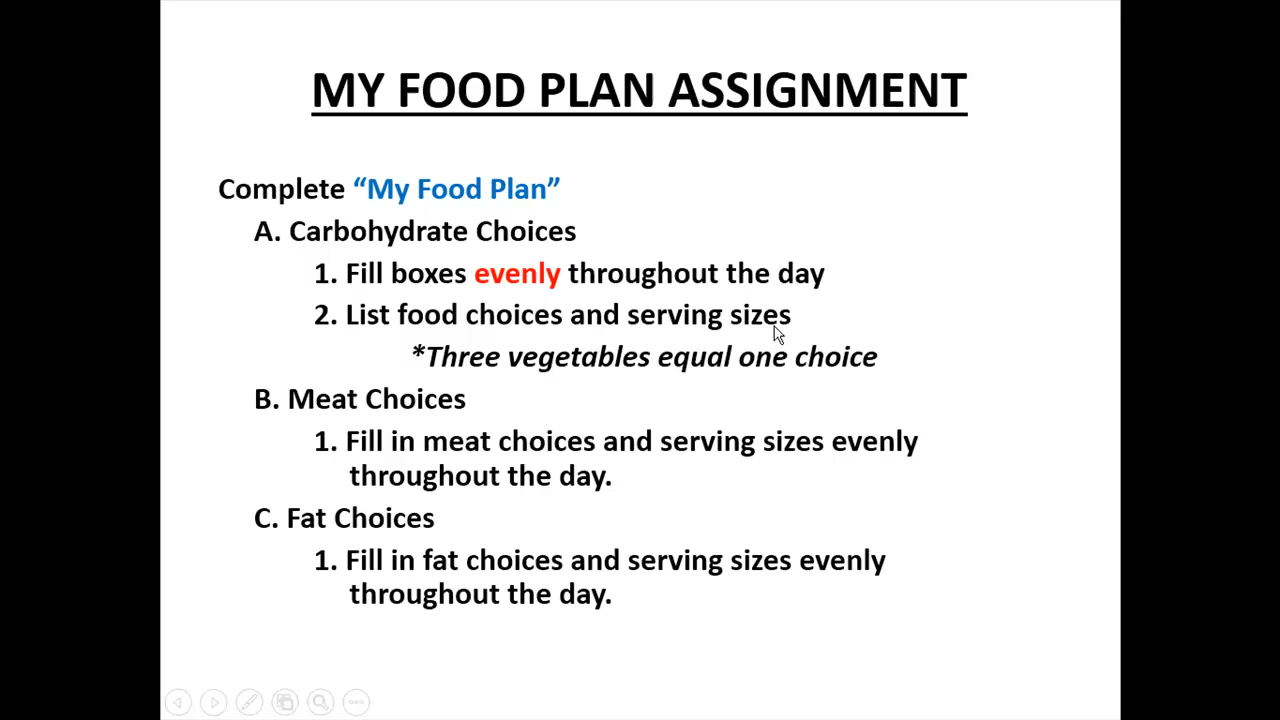 MY FOOD PLAN ASSIGNMENT
Complete “My Food Plan”
A. Carbohydrate Choices
1. Fill boxes evenly throughout the day
2. List food choices and serving sizes
*Three vegetables equal one choice
B. Meat Choices
1. Fill in meat choices and serving sizes evenly
throughout the day.
C. Fat Choices
1. Fill in fat choices and serving sizes evenly
throughout the day.